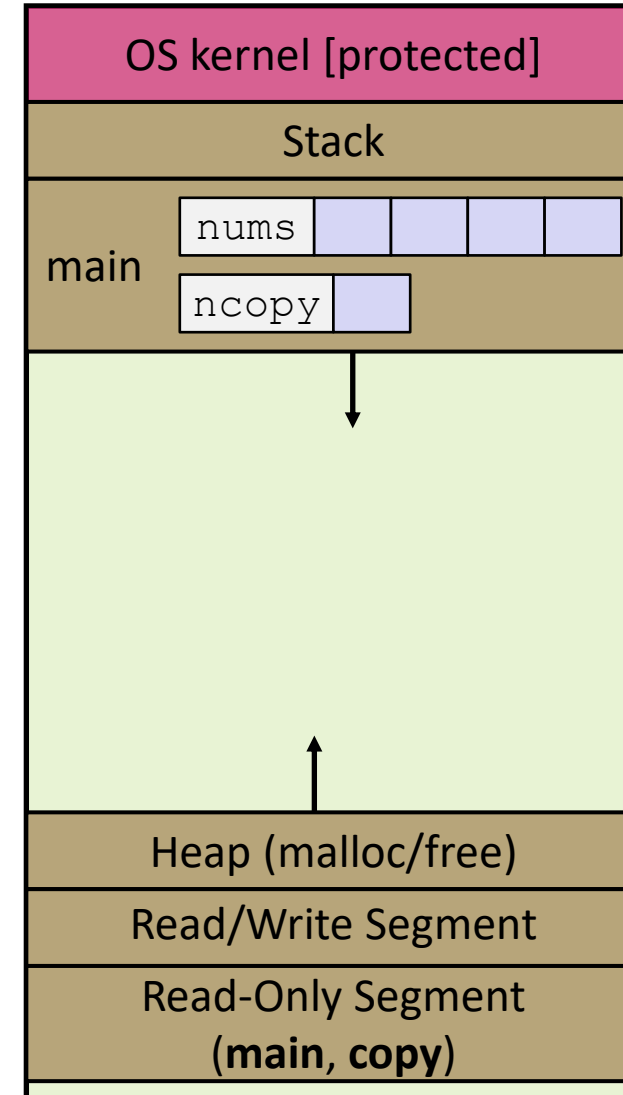 OS kernel [protected]
Stack
main
nums
ncopy
Heap (malloc/free)
Read/Write Segment
Read-Only Segment
(main, copy)